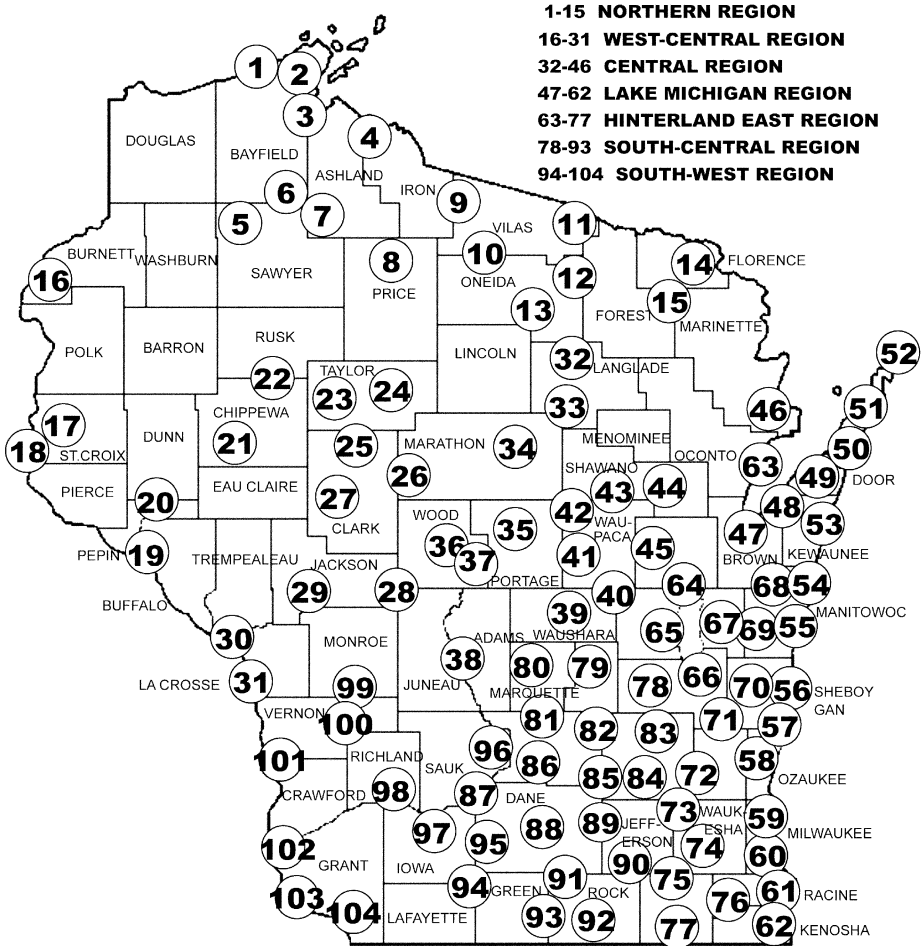 1-15 NORTHERN REGION
16-31 WEST-CENTRAL REGION
32-46 CENTRAL REGION
47-62 LAKE MICHIGAN REGION
63-77 HINTERLAND EAST REGION
78-93 SOUTH-CENTRAL REGION
94-104 SOUTH-WEST REGION
1
2
3
4
DOUGLAS
BAYFIELD
ASHLAND
6
IRON
9
5
7
11
VILAS
BURNETT
WASHBURN
10
8
14
FLORENCE
16
SAWYER
ONEIDA
12
PRICE
13
15
FOREST
MARINETTE
RUSK
POLK
BARRON
LINCOLN
32
52
LANGLADE
TAYLOR
22
23
24
33
46
51
CHIPPEWA
17
DUNN
21
25
MARATHON
34
MENOMINEE
50
18
ST.CROIX
OCONTO
63
SHAWANO
26
49
DOOR
PIERCE
EAU CLAIRE
27
43
44
20
48
42
WOOD
35
CLARK
WAU-
PACA
53
47
36
45
19
PEPIN
TREMPEALEAU
41
BROWN
KEWAUNEE
JACKSON
37
PORTAGE
29
28
40
64
68
54
BUFFALO
39
MANITOWOC
30
MONROE
ADAMS
WAUSHARA
65
67
69
55
38
80
79
66
31
LA CROSSE
99
JUNEAU
MARQUETTE
78
70
56
SHEBOY
GAN
VERNON
100
81
82
83
71
57
101
RICHLAND
96
SAUK
86
58
85
84
72
OZAUKEE
CRAWFORD
98
87
DANE
73
WAUK-
ESHA
59
97
88
89
JEFF-
ERSON
MILWAUKEE
102
95
74
60
GRANT
IOWA
90
94
91
75
103
GREEN
ROCK
61
RACINE
76
104
LAFAYETTE
93
92
77
62
KENOSHA